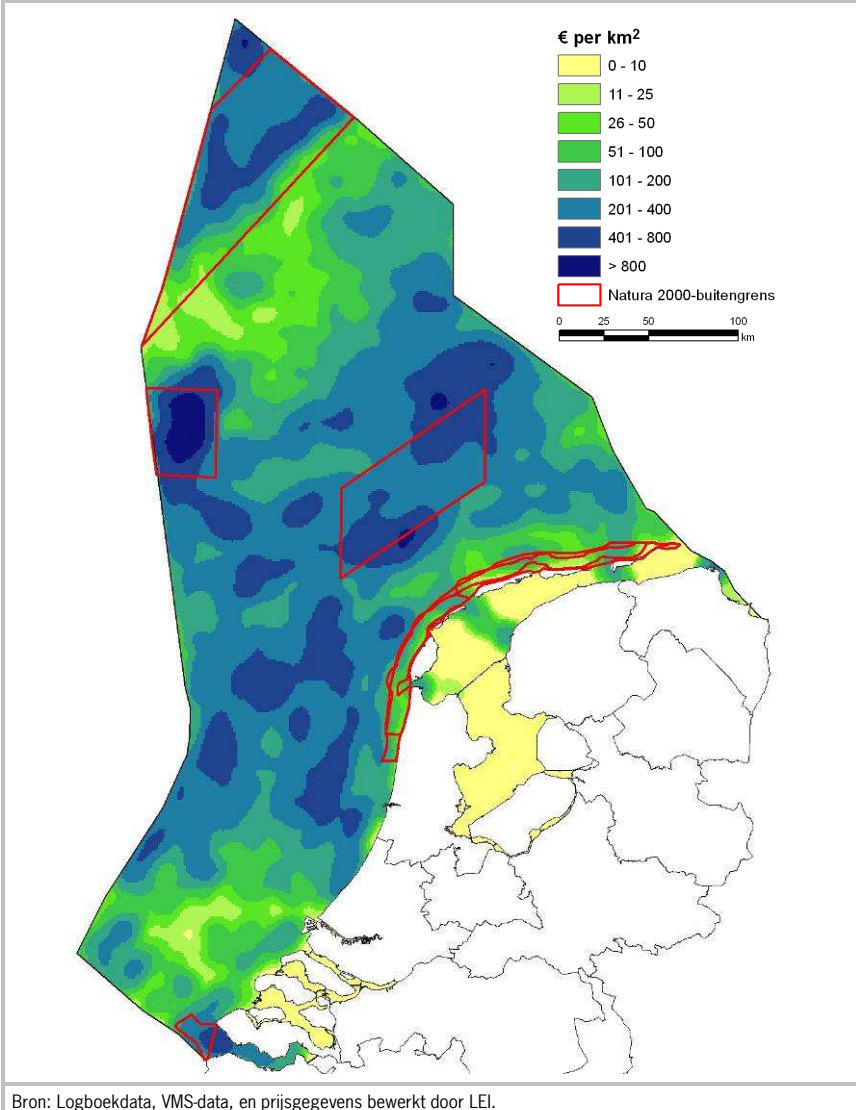 € per km²
0 - 10
11 - 25
26 - 50
51 - 100
101 - 200
201 - 400
401 - 800
> 800
Natura 2000-buitengrens
0 25 50 100
km
Bron: Logboekdata, VMS-data, en prijsgegevens bewerkt door LEI.